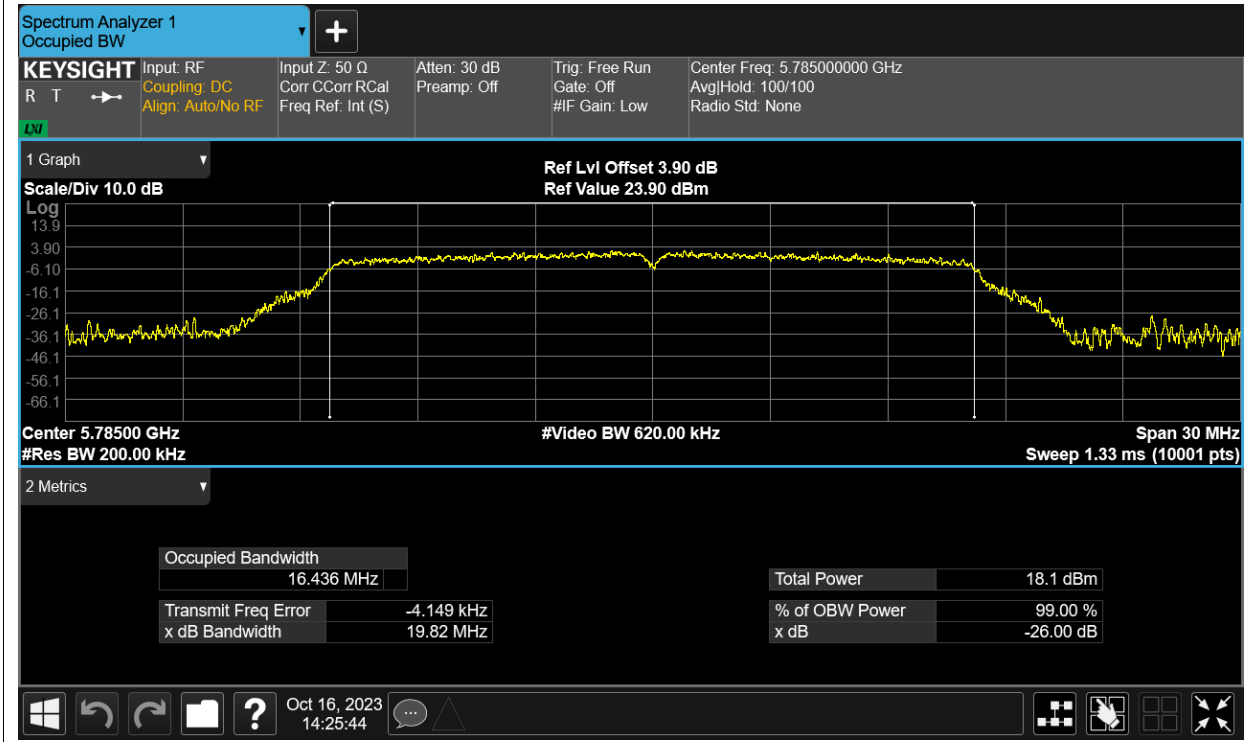 Spectrum Analyzer 1
Occupied BW
KEYSIGHT
R T
LXI
Input: RF
Coupling: DC
Align: Auto/No RF
Input Z: 50 Ω
Corr CCorr RCal
Freq Ref: Int (S)
Atten: 30 dB
Preamp: Off
Trig: Free Run
Gate: Off
#IF Gain: Low
Center Freq: 5.785000000 GHz
Avg|Hold: 100/100
Radio Std: None
1 Graph
Scale/Div 10.0 dB
Ref Lvl Offset 3.90 dB
Ref Value 23.90 dBm
Log
13.9
3.90
-6.10
-16.1
-26.1
-36.1
-46.1
-56.1
-66.1
Center 5.78500 GHz
#Res BW 200.00 kHz
#Video BW 620.00 kHz
Span 30 MHz
Sweep 1.33 ms (10001 pts)
2 Metrics
Occupied Bandwidth
16.436 MHz
Transmit Freq Error -4.149 kHz
x dB Bandwidth 19.82 MHz
Total Power 18.1 dBm
% of OBW Power 99.00 %
x dB -26.00 dB
?
Oct 16, 2023
14:25:44